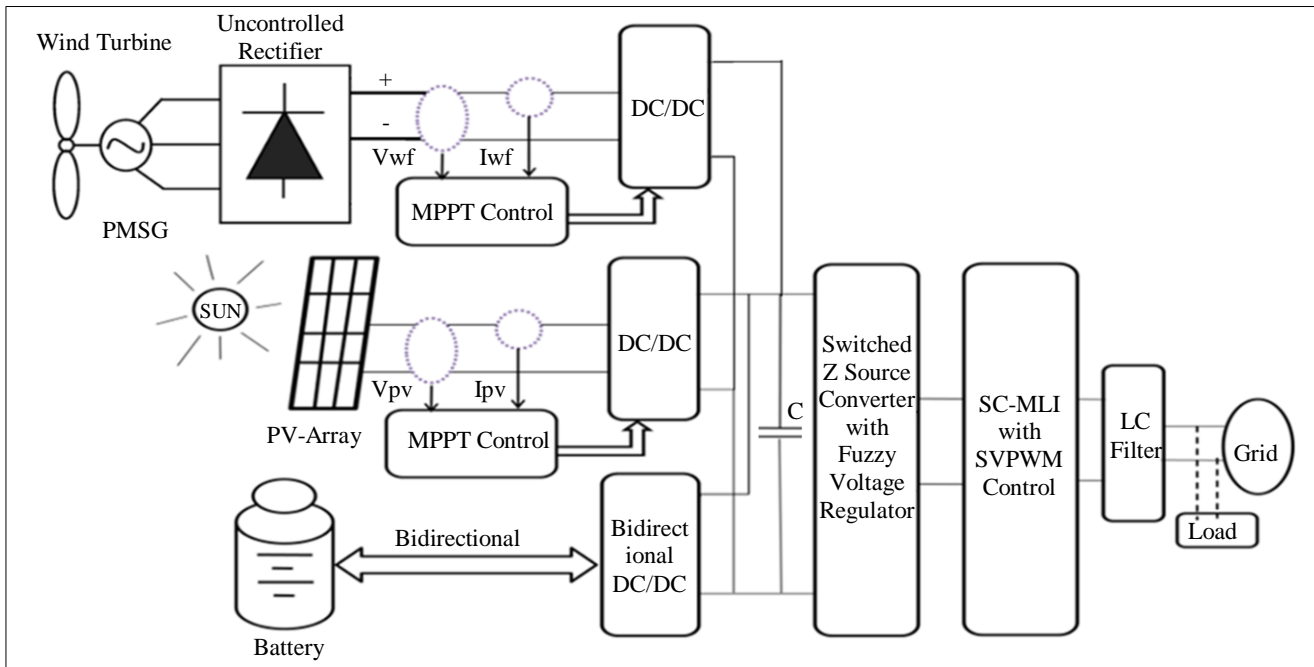 Wind Turbine
Uncontrolled
Rectifier
+
-
DC/DC
Vwf
Iwf
MPPT Control
PMSG
SUN
DC/DC
Vpv
Ipv
PV-Array
MPPT Control
C
Switched
Z Source
Converter
with
Fuzzy
Voltage
Regulator
SC-MLI
with
SVPWM
Control
LC
Filter
Grid
Load
Bidirectional
Bidirect
ional
DC/DC
Battery